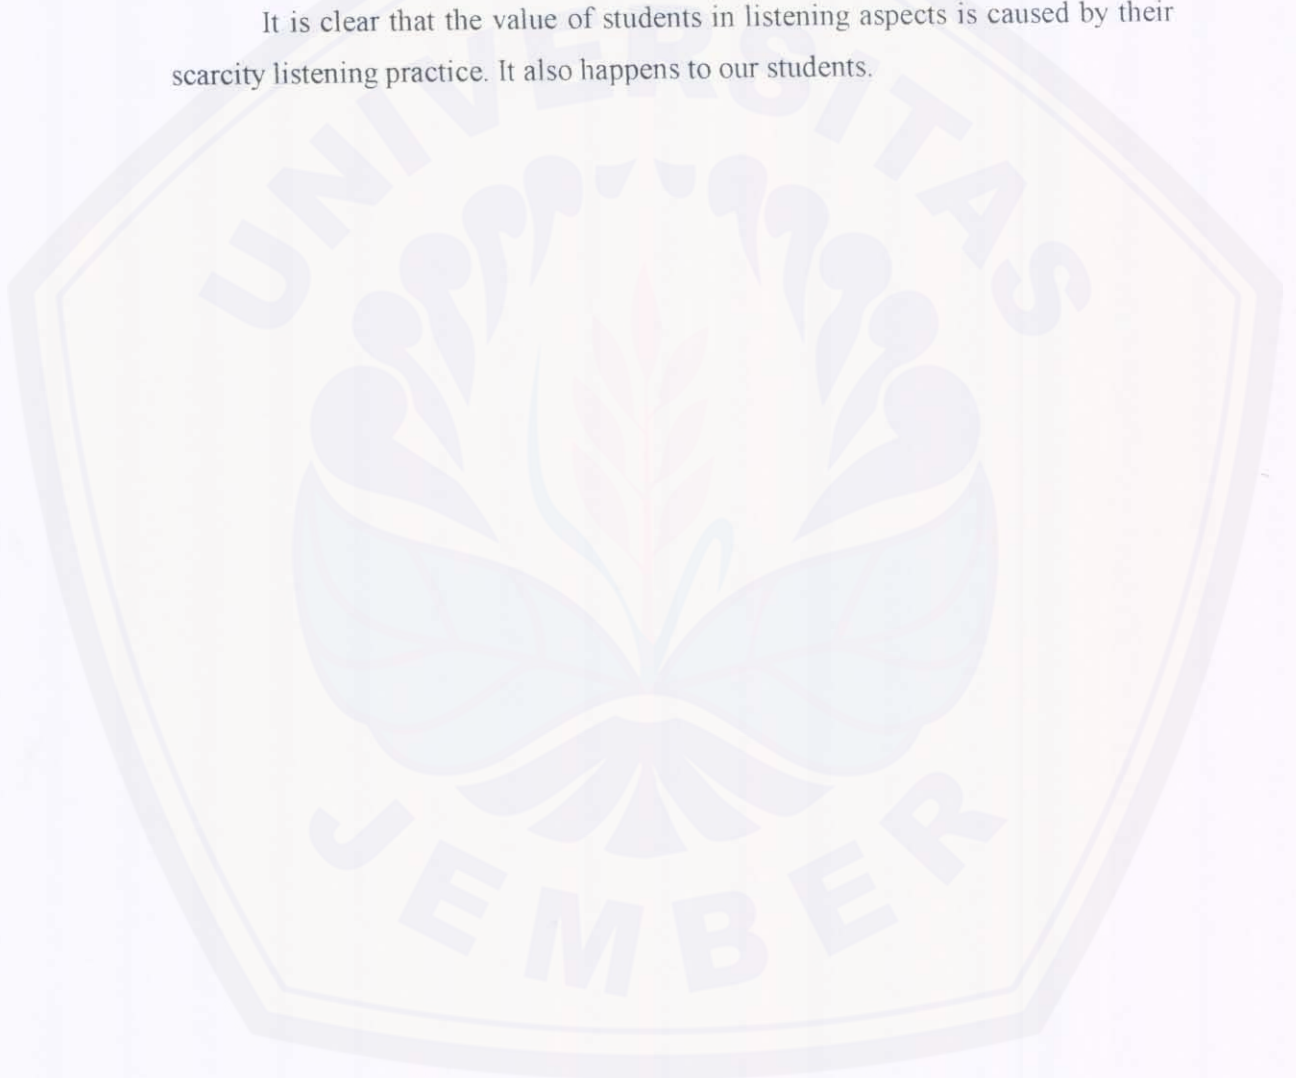 It is clear that the value of students in listening aspects is caused by their
scarcity listening practice. It also happens to our students.
UNIVERSITAS
JEMBER